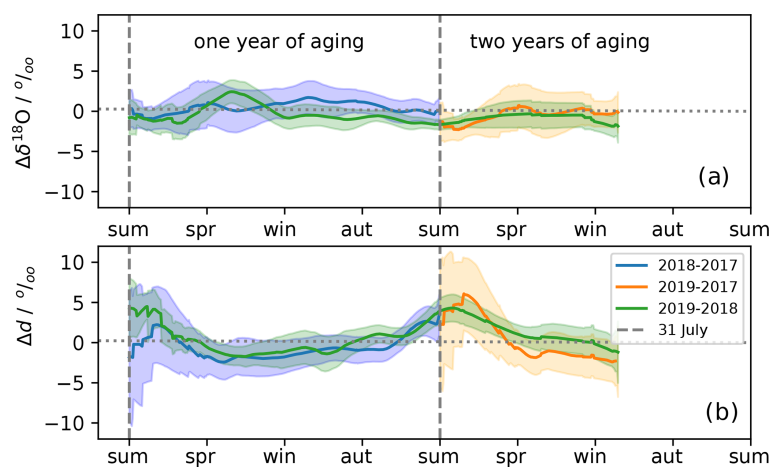 one year of aging two years of aging
Δδ¹⁸O / ᵒ/ₒₒ
10
5
0
−5
−10
(a)
sum spr win aut sum spr win aut sum
Δd / ᵒ/ₒₒ
10
5
0
−5
−10
2018-2017
2019-2017
2019-2018
31 July
(b)
sum spr win aut sum spr win aut sum